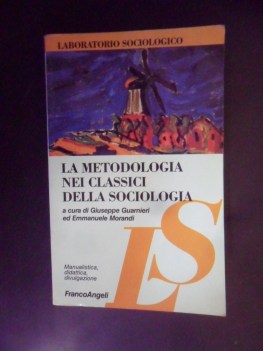 LABORATORIO SOCIOLOGICO
LA METODOLOGIA
NEI CLASSICI
DELLA SOCIOLOGIA
a cura di Giuseppe Guarnieri
ed Emmanuele Morandi
LS
Manualistica,
didattica,
divulgazione
FrancoAngeli